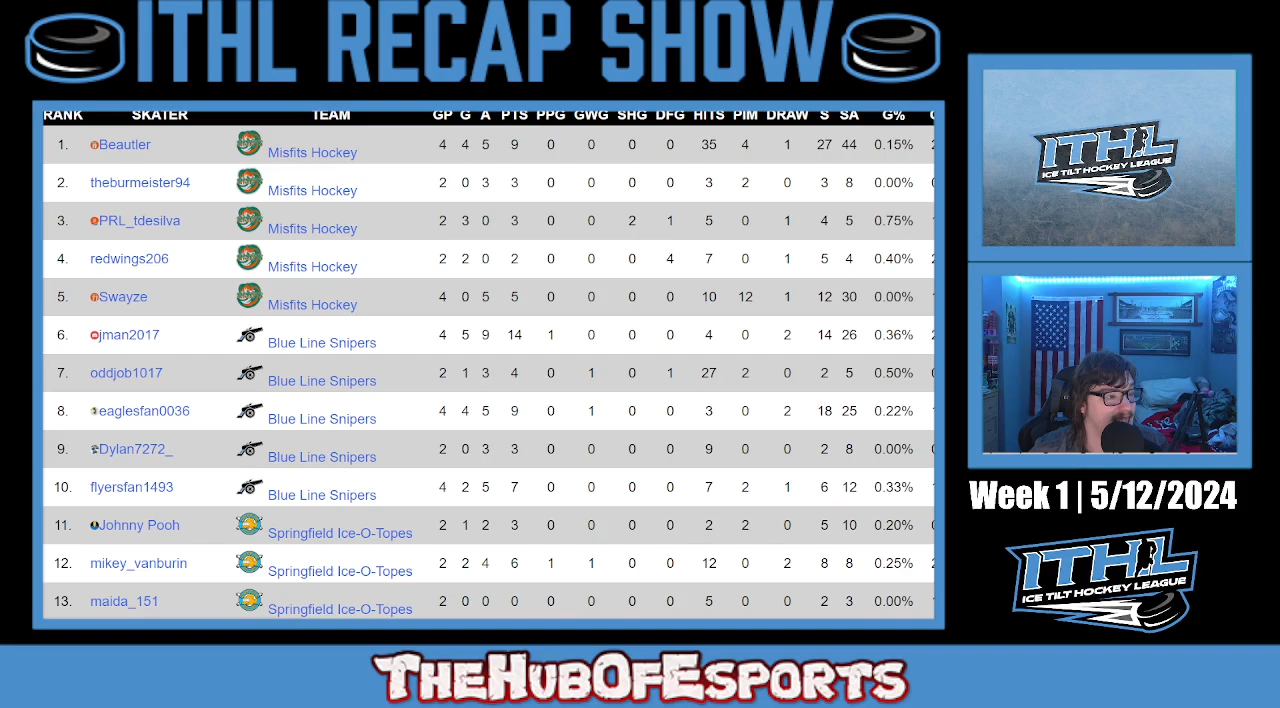 ITHL RECAP SHOW
RANK SKATER TEAM GP G A PTS PPG GWG SHG DFG HITS PIM DRAW S SA G%
1. Beautler Misfits Hockey 4 4 5 9 0 0 0 0 35 4 1 27 44 0.15%
2. theburmeister94 Misfits Hockey 2 0 3 3 0 0 0 0 3 2 0 3 8 0.00%
3. PRL_tdesilva Misfits Hockey 2 3 0 3 0 0 2 1 5 0 1 4 5 0.75%
4. redwings206 Misfits Hockey 2 2 0 2 0 0 0 4 7 0 1 5 4 0.40%
5. Swayze Misfits Hockey 4 0 5 5 0 0 0 0 10 12 1 12 30 0.00%
6. jman2017 Blue Line Snipers 4 5 9 14 1 0 0 0 4 0 2 14 26 0.36%
7. oddjob1017 Blue Line Snipers 2 1 3 4 0 1 0 1 27 2 0 2 5 0.50%
8. eaglesfan0036 Blue Line Snipers 4 4 5 9 0 1 0 0 3 0 2 18 25 0.22%
9. Dylan7272_ Blue Line Snipers 2 0 3 3 0 0 0 0 9 0 0 2 8 0.00%
10. flyersfan1493 Blue Line Snipers 4 2 5 7 0 0 0 0 7 2 1 6 12 0.33%
11. Johnny Pooh Springfield Ice-O-Topes 2 1 2 3 0 0 0 0 2 2 0 5 10 0.20%
12. mikey_vanburin Springfield Ice-O-Topes 2 2 4 6 1 1 0 0 12 0 2 8 8 0.25%
13. maida_151 Springfield Ice-O-Topes 2 0 0 0 0 0 0 0 5 0 0 2 3 0.00%
ITHL
ICE TILT HOCKEY LEAGUE
Week 1 | 5/12/2024
ITHL
ICE TILT HOCKEY LEAGUE
THEHUBOFESPORTS